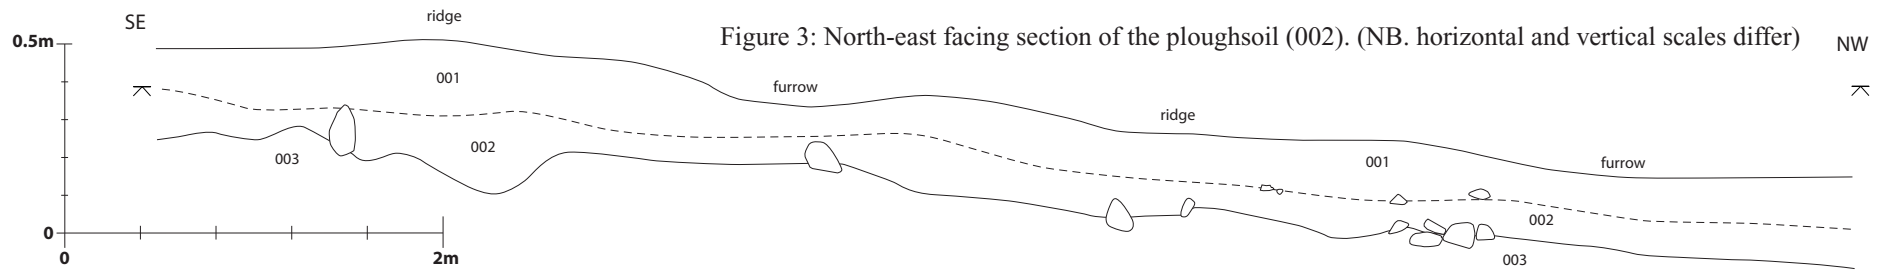 SE
ridge
Figure 3: North-east facing section of the ploughsoil (002). (NB. horizontal and vertical scales differ)
NW
0.5m
001
furrow
ridge
002
003
001
furrow
002
003
0
0
2m